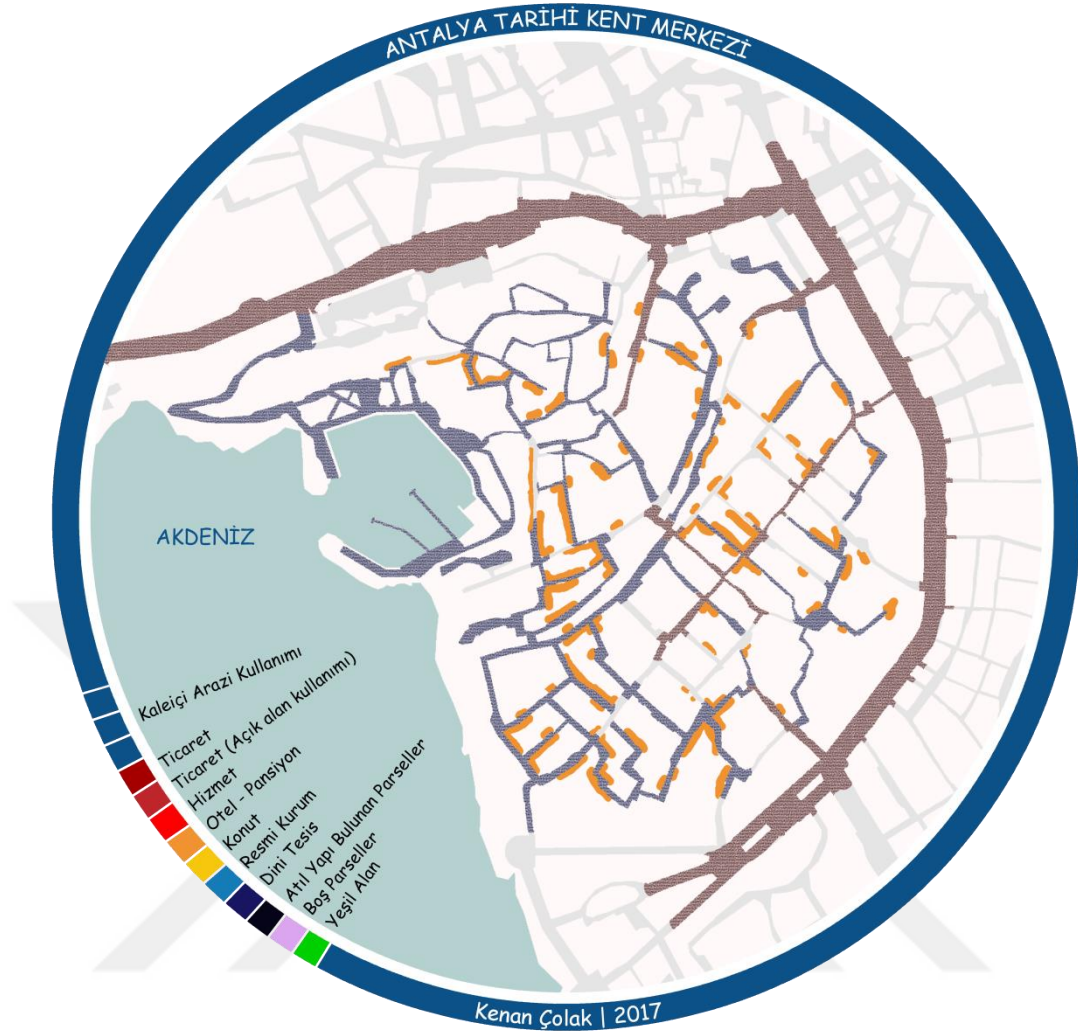 ANTALYA TARİHİ KENT MERKEZİ
AKDENİZ
Kaleiçi Arazi Kullanımı
Ticaret
Ticaret (Açık alan kullanımı)
Hizmet
Otel - Pansiyon
Konut
Resmi Kurum
Dini Tesis
Atıl Yapı Bulunan Parseller
Boş Parseller
Yeşil Alan
Kenan Çolak | 2017